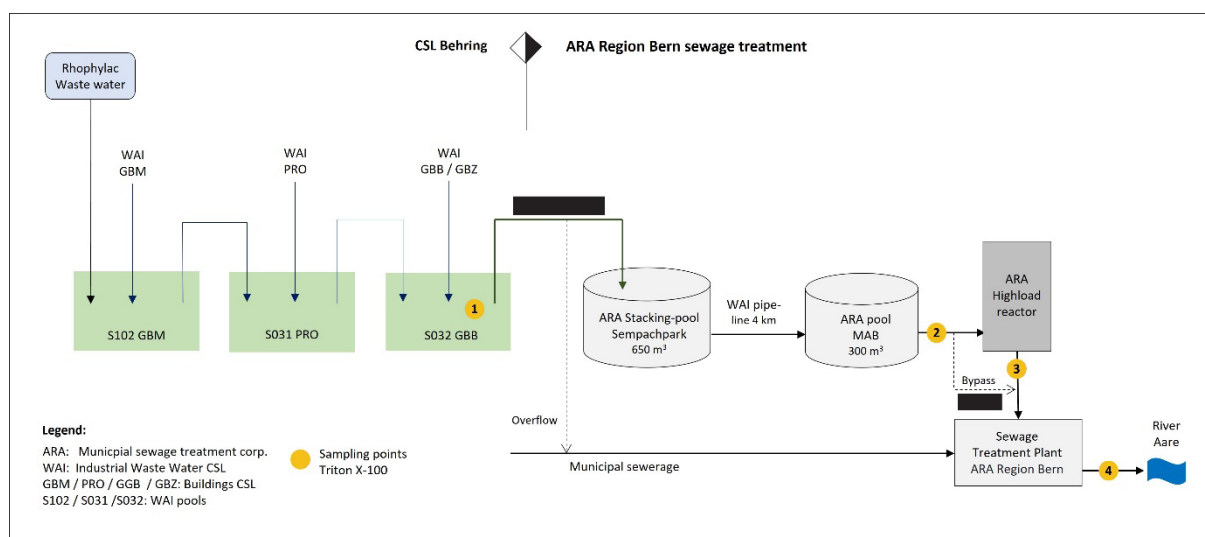 CSL Behring
ARA Region Bern sewage treatment
Rhophylac
Waste water
WAI
GBM
WAI
PRO
WAI
GBB / GBZ
S102 GBM
S031 PRO
1
S032 GBB
ARA Stacking-pool
Sempachpark
650 m³
WAI pipe-
line 4 km
ARA pool
MAB
300 m³
2
ARA
Highload
reactor
3
Bypass
Overflow
Municipal sewerage
Sewage
Treatment Plant
ARA Region Bern
4
River
Aare
Legend:
ARA: Municpial sewage treatment corp.
WAI: Industrial Waste Water CSL
GBM / PRO / GGB / GBZ: Buildings CSL
S102 / S031 /S032: WAI pools
Sampling points
Triton X-100